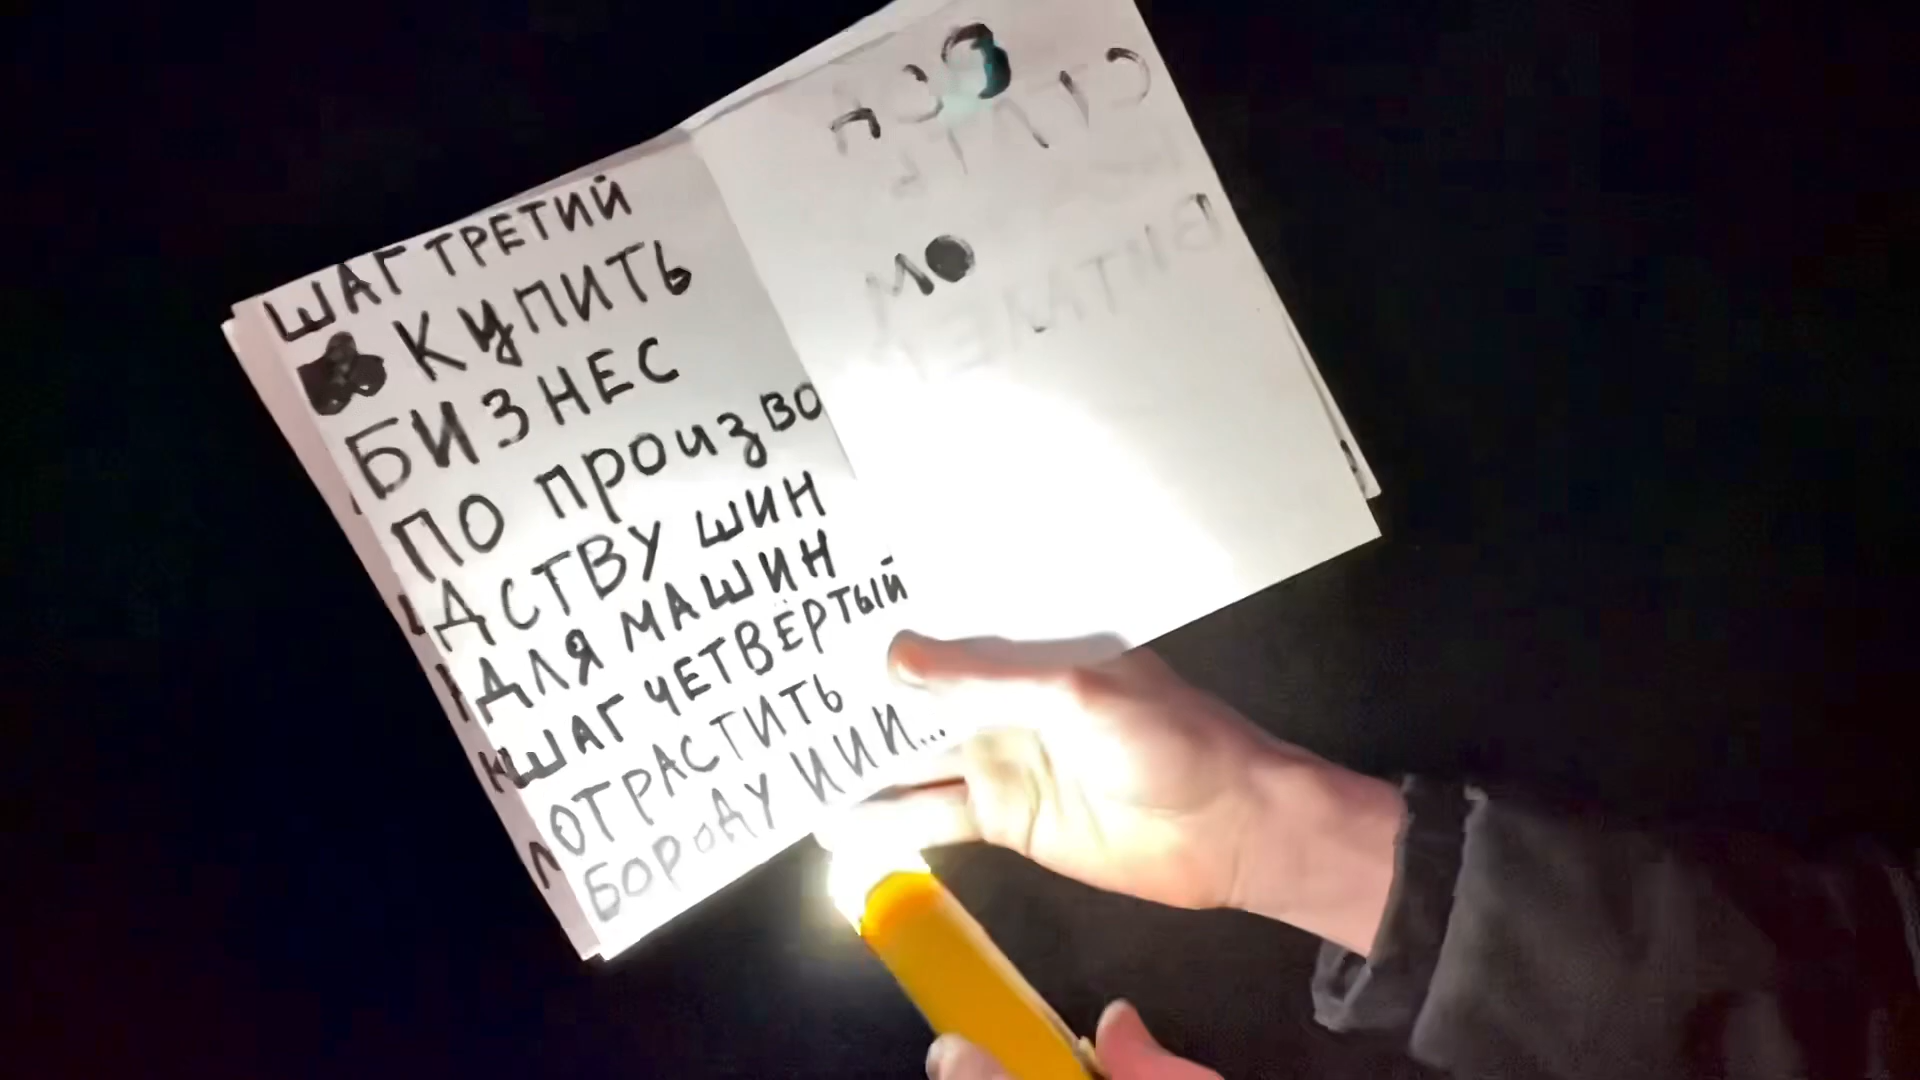 ШАГ ТРЕТИЙ
КУПИТЬ
БИЗНЕС
ПО ПРОИЗВО
ДСТВУ ШИН
ДЛЯ МАШИН
ШАГ ЧЕТВЁРТЫЙ
ОТРАСТИТЬ
БОРОДУ ИИИ...